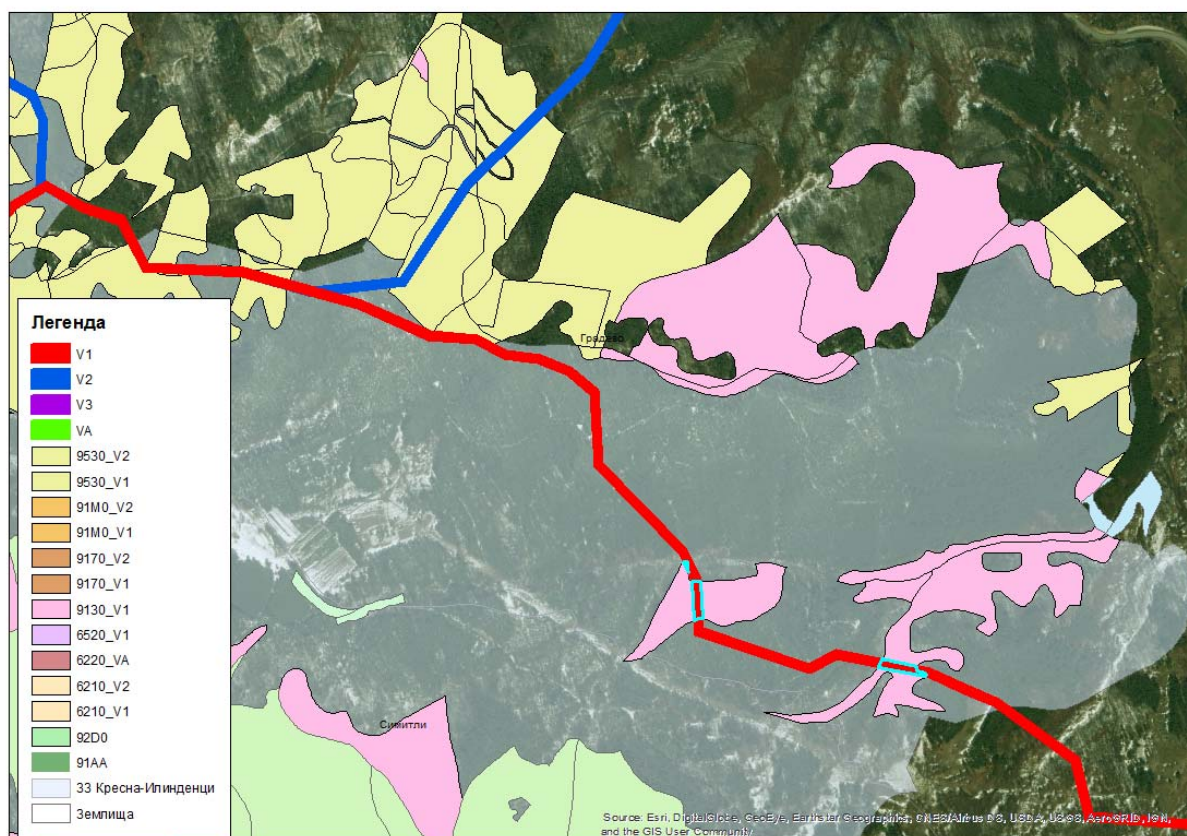 Градево
Легенда
V1
V2
V3
VA
9530_V2
9530_V1
91M0_V2
91M0_V1
9170_V2
9170_V1
9130_V1
6520_V1
6220_VA
6210_V2
6210_V1
92D0
91AA
ЗЗ Кресна-Илинденци
Землища
Симитли
Source: Esri, DigitalGlobe, GeoEye, Earthstar Geographics, CNES/Airbus DS, USDA, USGS, AeroGRID, IGN,
and the GIS User Community